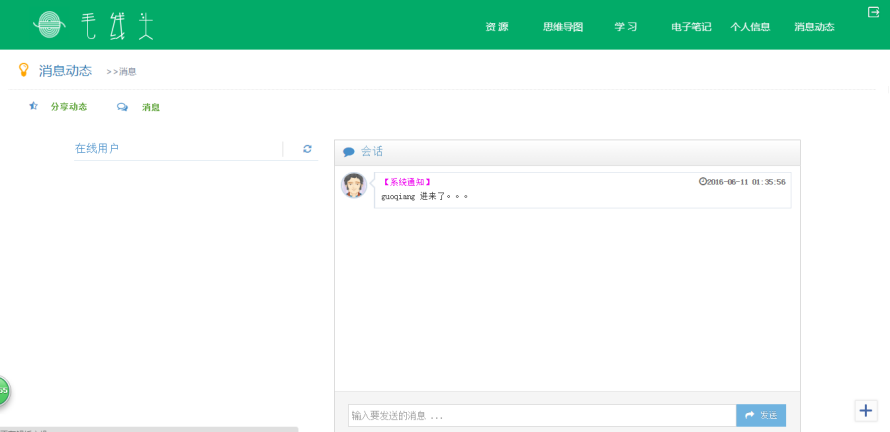 毛线头
资 源 思维导图 学 习 电子笔记 个人信息 消息动态
消息动态 >>消息
分享动态 消息
在线用户
会话
【系统通知】 2016-06-11 01:35:56
guoqiang 进来了。。。
55
输入要发送的消息 ... 发送